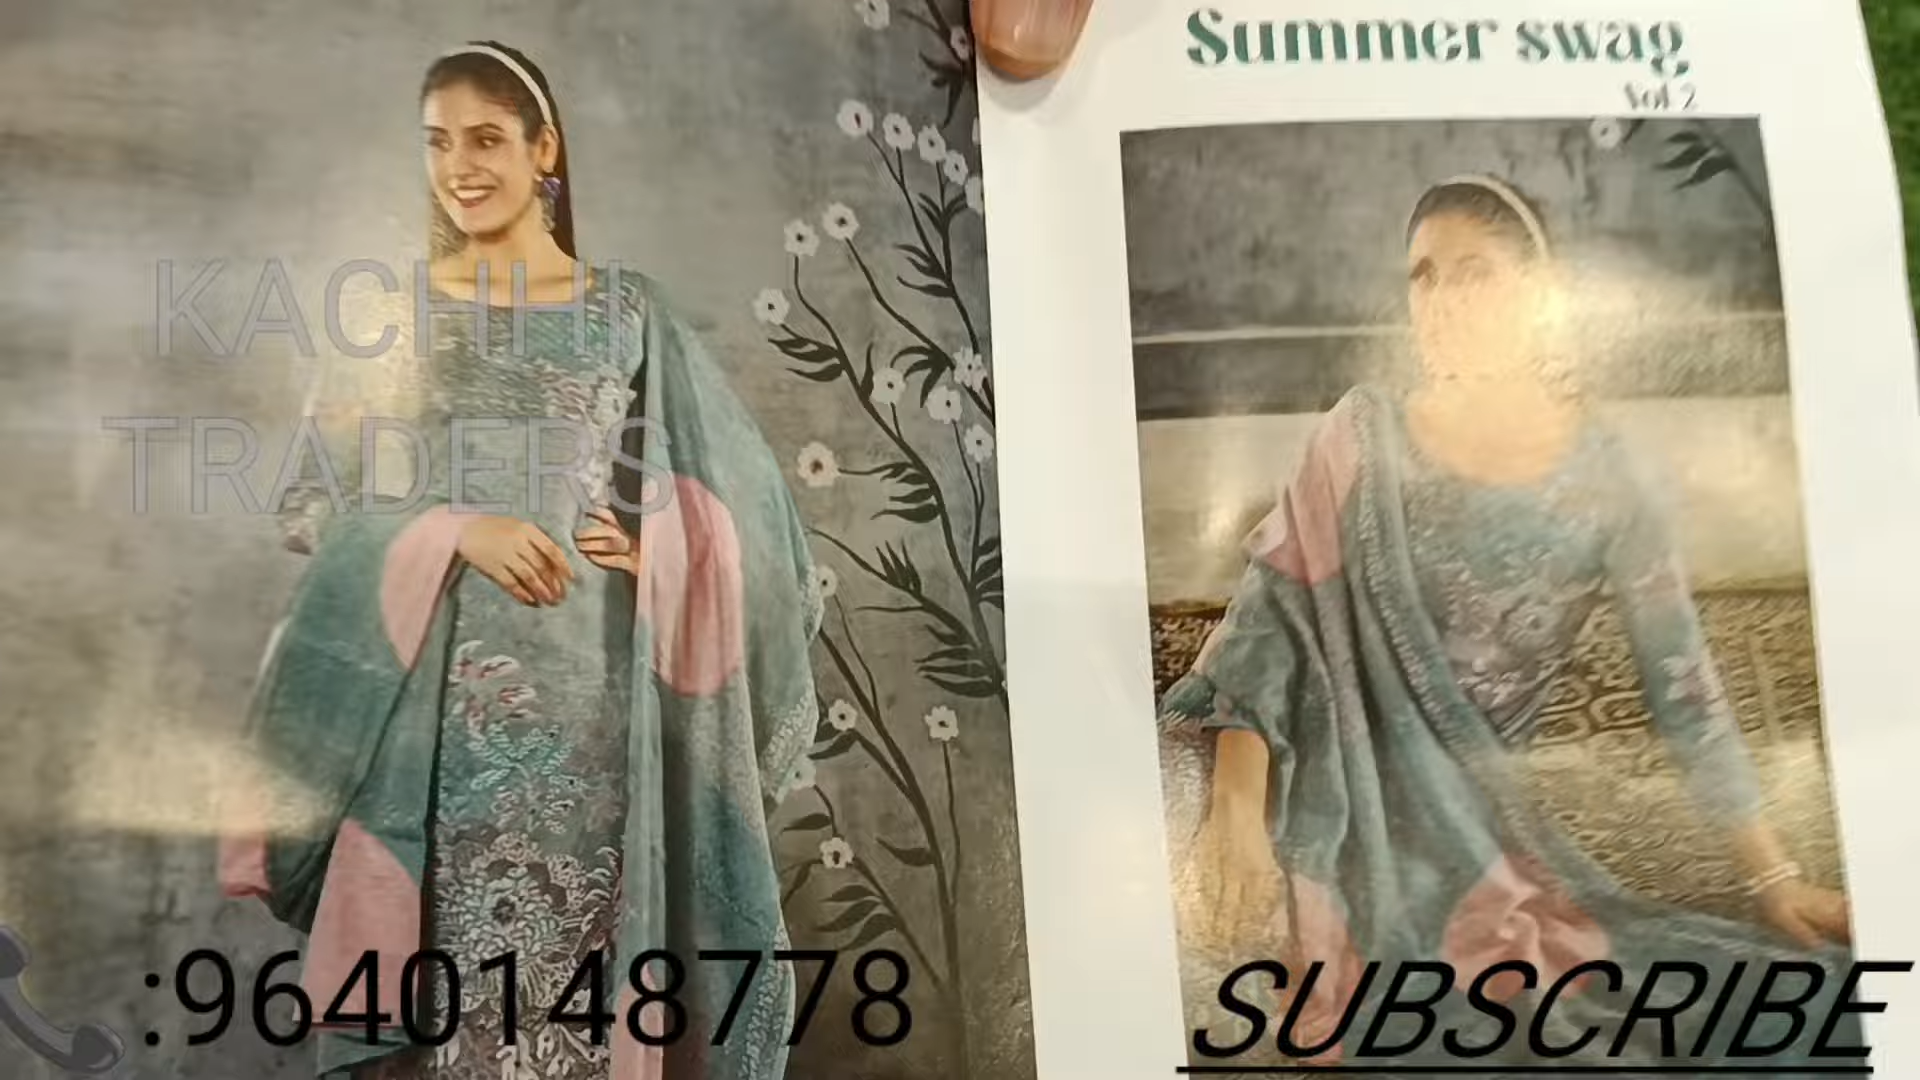 Summer swag
Vol 2
KACHHI
TRADERS
:9640148778
SUBSCRIBE